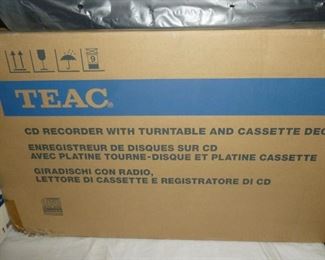 9
TEAC®
CD RECORDER WITH TURNTABLE AND CASSETTE DEC
ENREGISTREUR DE DISQUES SUR CD
AVEC PLATINE TOURNE-DISQUE ET PLATINE CASSETTE
GIRADISCHI CON RADIO,
LETTORE DI CASSETTE E REGISTRATORE DI CD